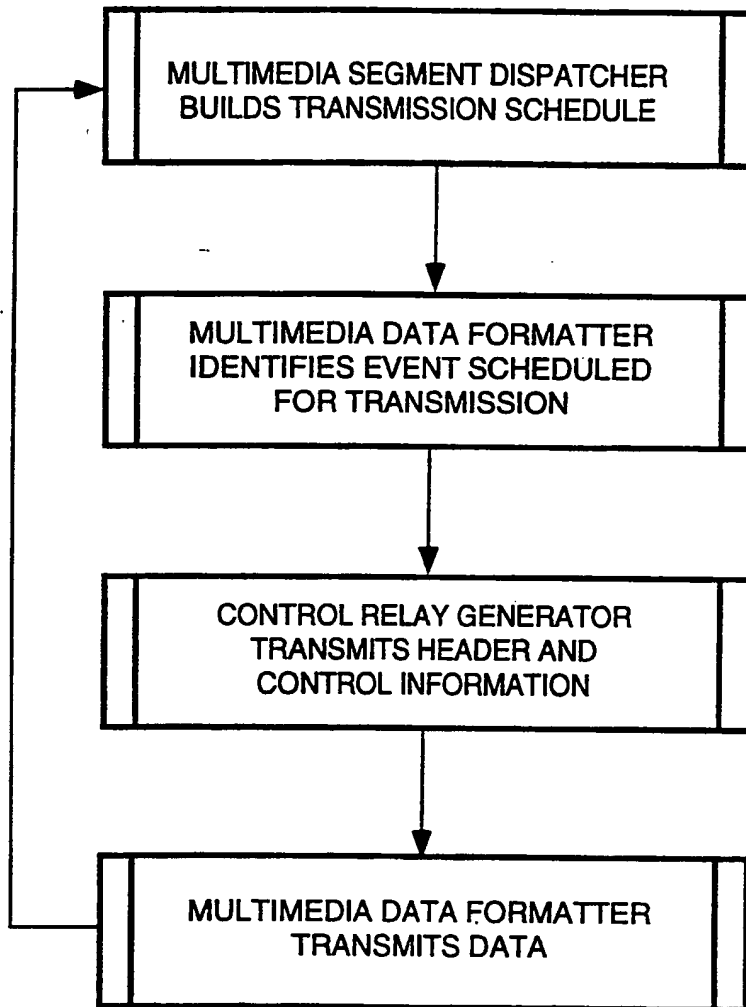 MULTIMEDIA SEGMENT DISPATCHER
BUILDS TRANSMISSION SCHEDULE
MULTIMEDIA DATA FORMATTER
IDENTIFIES EVENT SCHEDULED
FOR TRANSMISSION
CONTROL RELAY GENERATOR
TRANSMITS HEADER AND
CONTROL INFORMATION
MULTIMEDIA DATA FORMATTER
TRANSMITS DATA